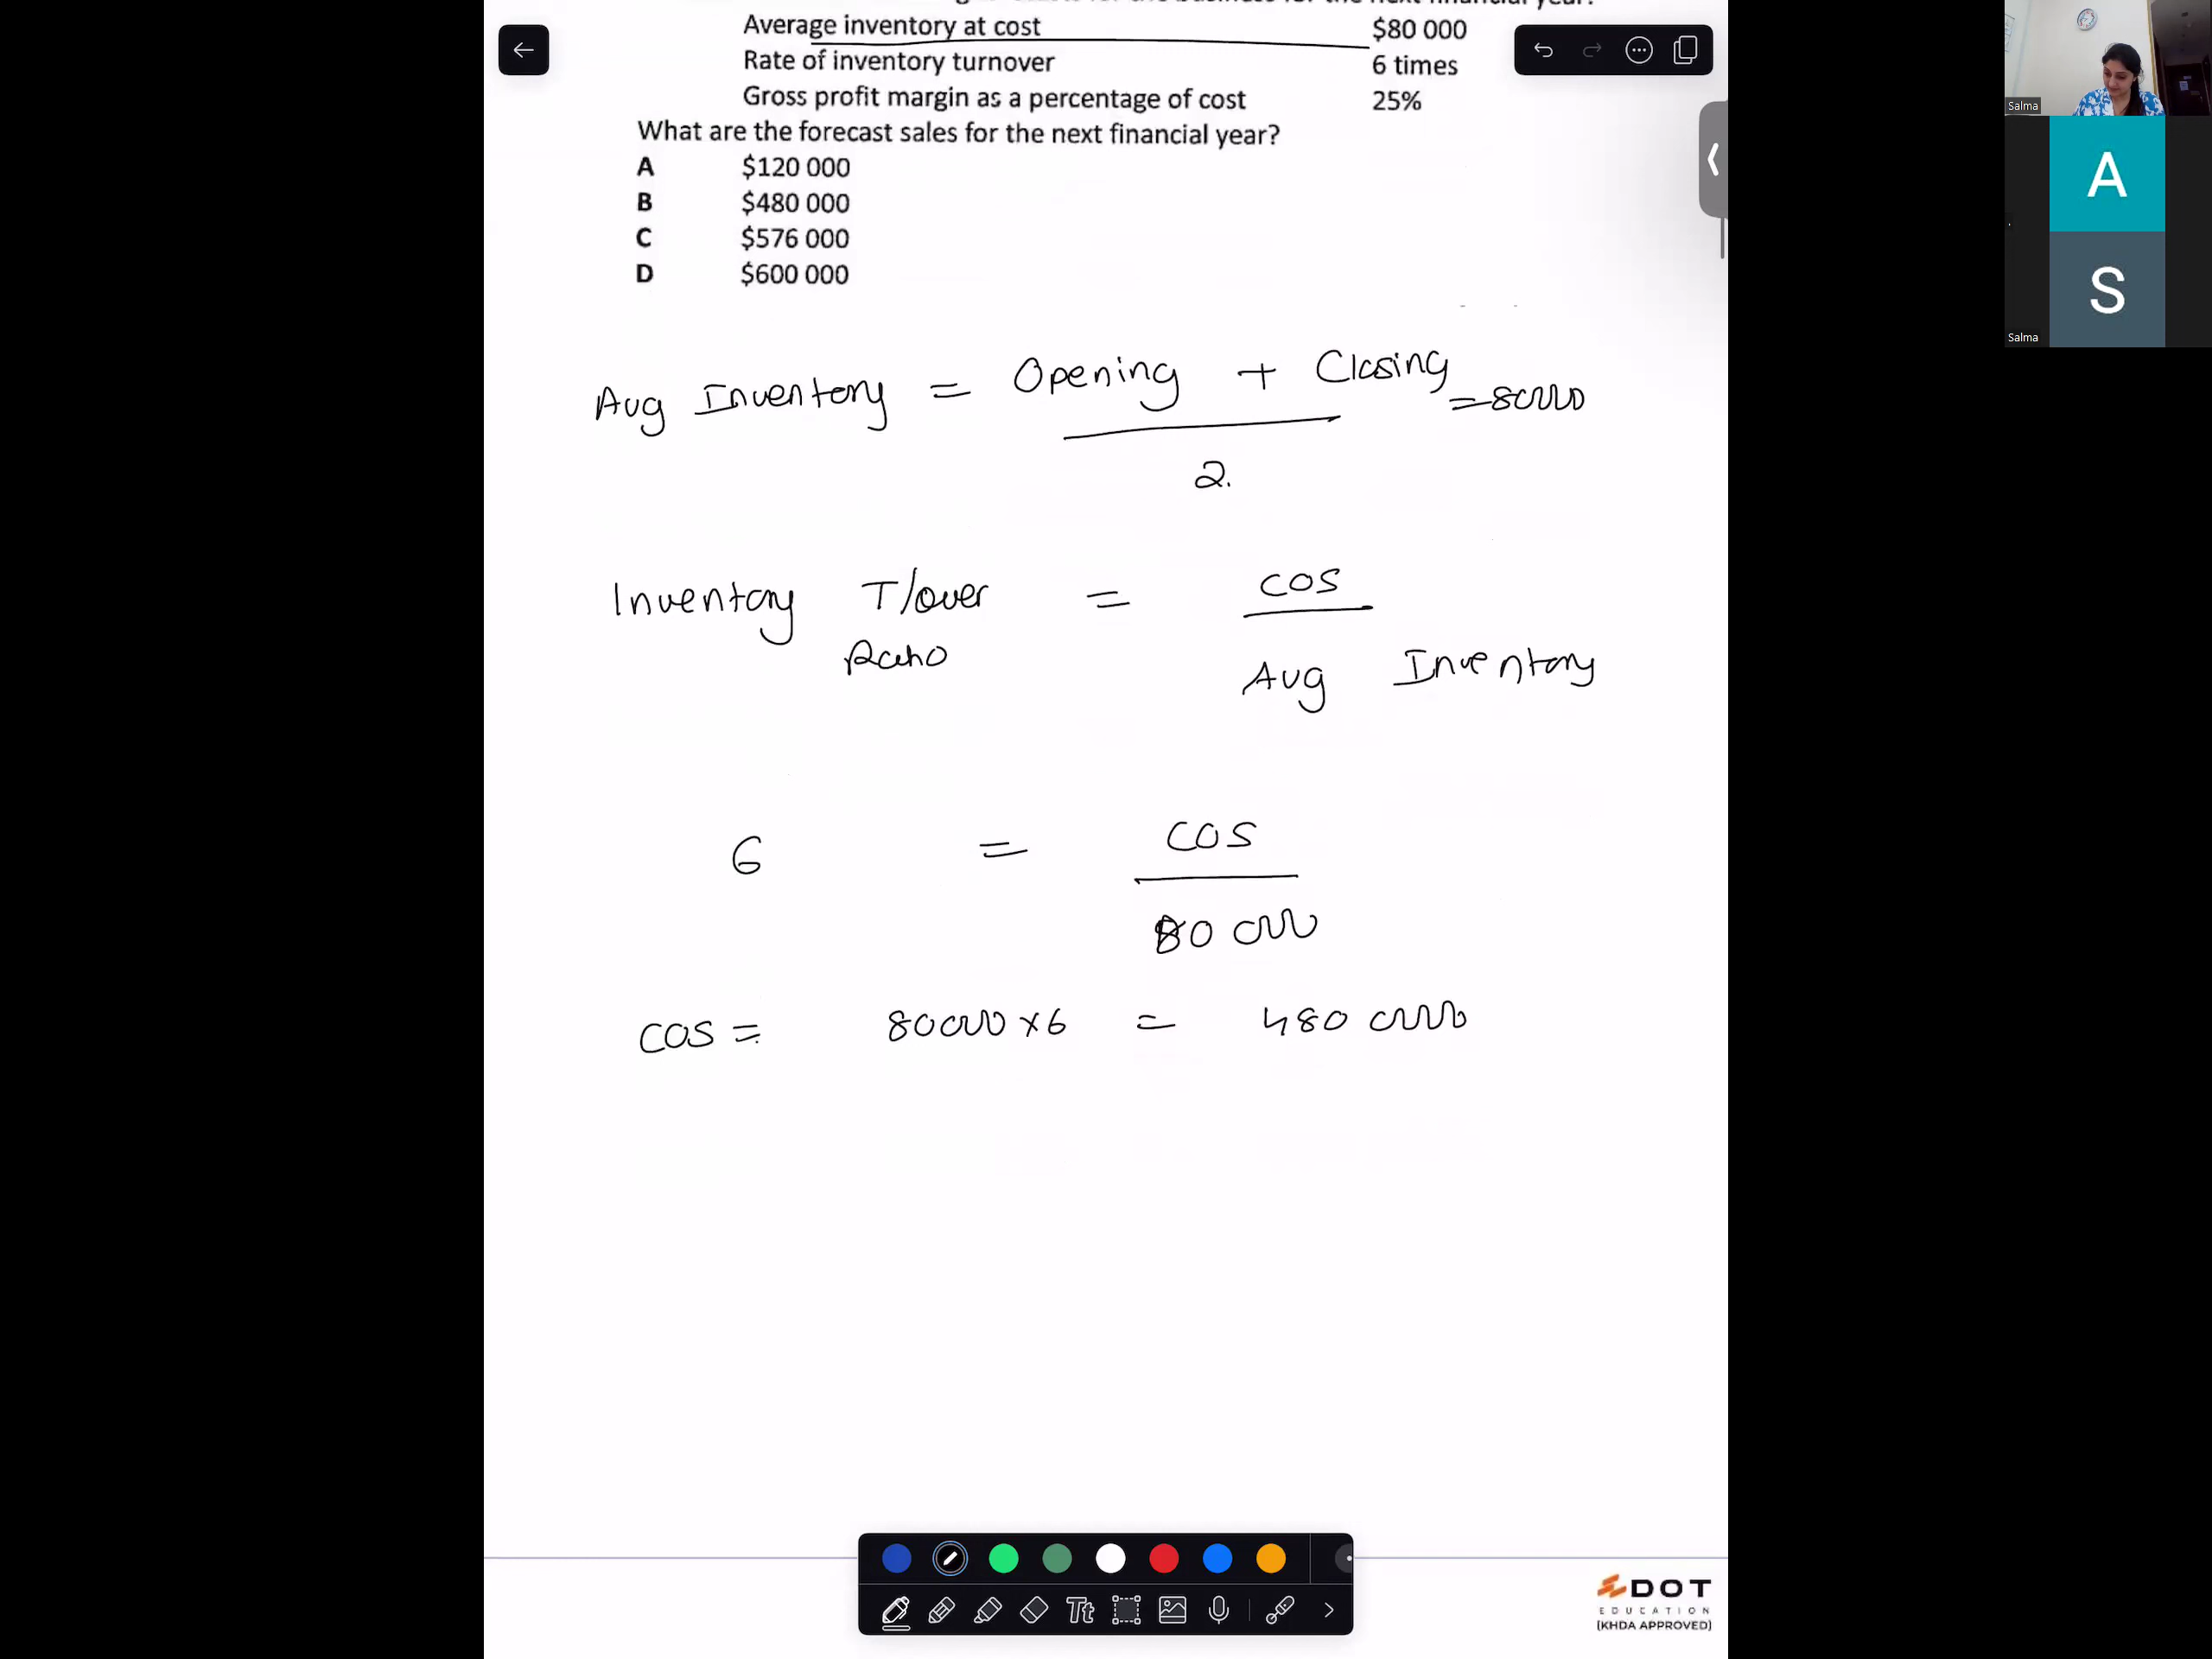 Average inventory at cost $80 000
Rate of inventory turnover 6 times
Gross profit margin as a percentage of cost 25%
What are the forecast sales for the next financial year?
A $120 000
B $480 000
C $576 000
D $600 000
Avg Inventory = Opening + Closing = 80000
2.
Inventory T/over = COS
Ratio Avg Inventory
6 = COS
80 000
COS = 80000 x 6 = 480 000
Tt
DOT
EDUCATION
(KHDA APPROVED)
Salma
A
S
Salma